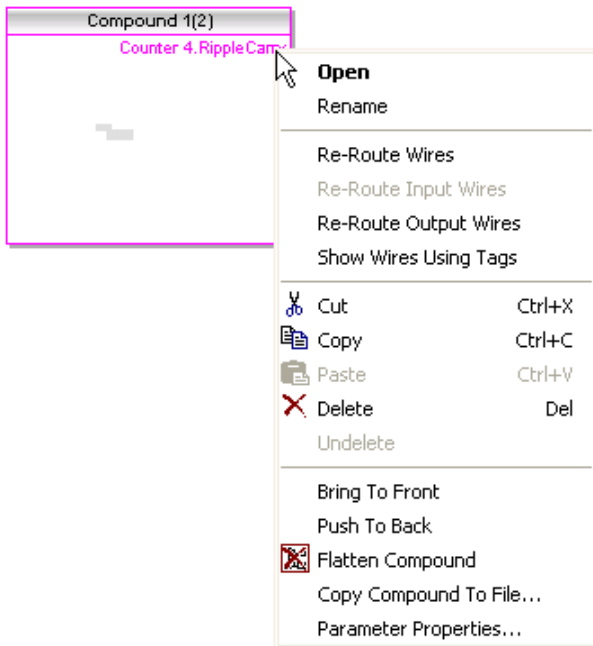 Compound 1(2)
Counter 4.RippleCarry
Open
Rename
Re-Route Wires
Re-Route Input Wires
Re-Route Output Wires
Show Wires Using Tags
Cut Ctrl+X
Copy Ctrl+C
Paste Ctrl+V
Delete Del
Undelete
Bring To Front
Push To Back
Flatten Compound
Copy Compound To File...
Parameter Properties...